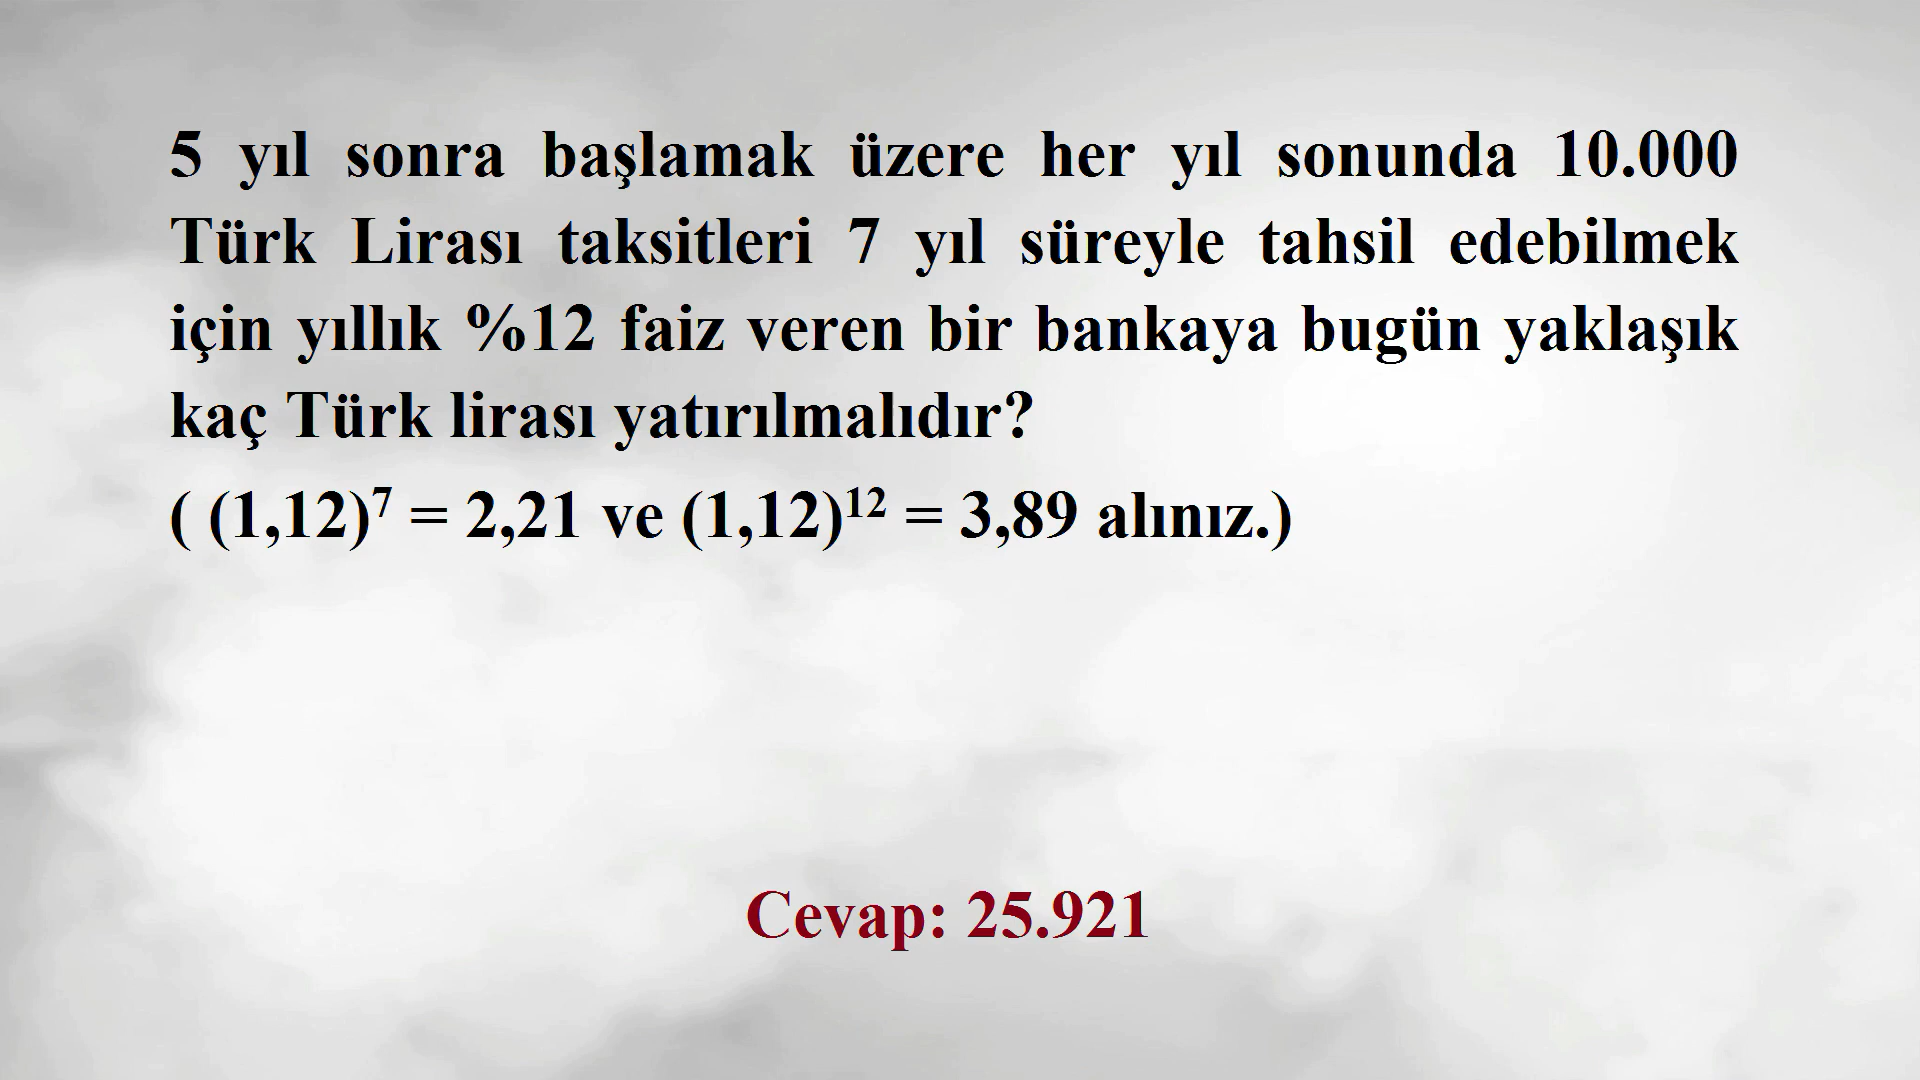 5 yıl sonra başlamak üzere her yıl sonunda 10.000
Türk Lirası taksitleri 7 yıl süreyle tahsil edebilmek
için yıllık %12 faiz veren bir bankaya bugün yaklaşık
kaç Türk lirası yatırılmalıdır?
( (1,12)⁷ = 2,21 ve (1,12)¹² = 3,89 alınız.)
Cevap: 25.921